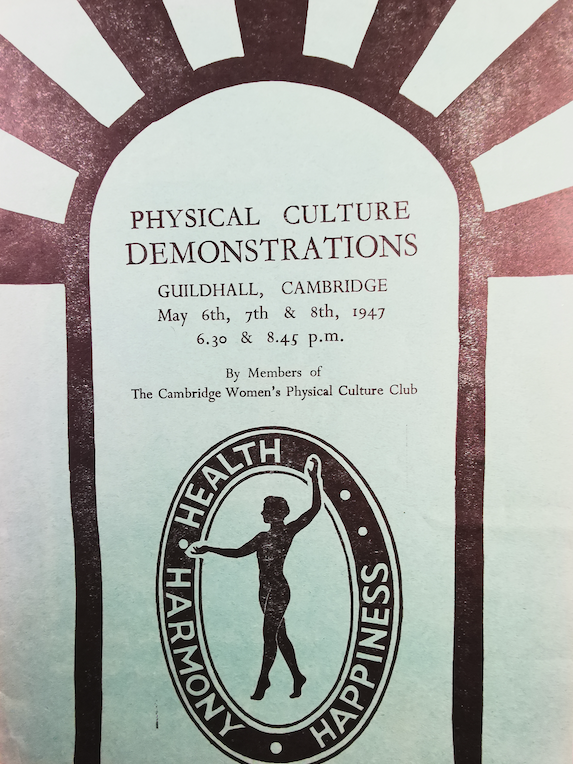 PHYSICAL CULTURE
DEMONSTRATIONS
GUILDHALL, CAMBRIDGE
May 6th, 7th & 8th, 1947
6.30 & 8.45 p.m.
By Members of
The Cambridge Women's Physical Culture Club
HEALTH
HARMONY
HAPPINESS